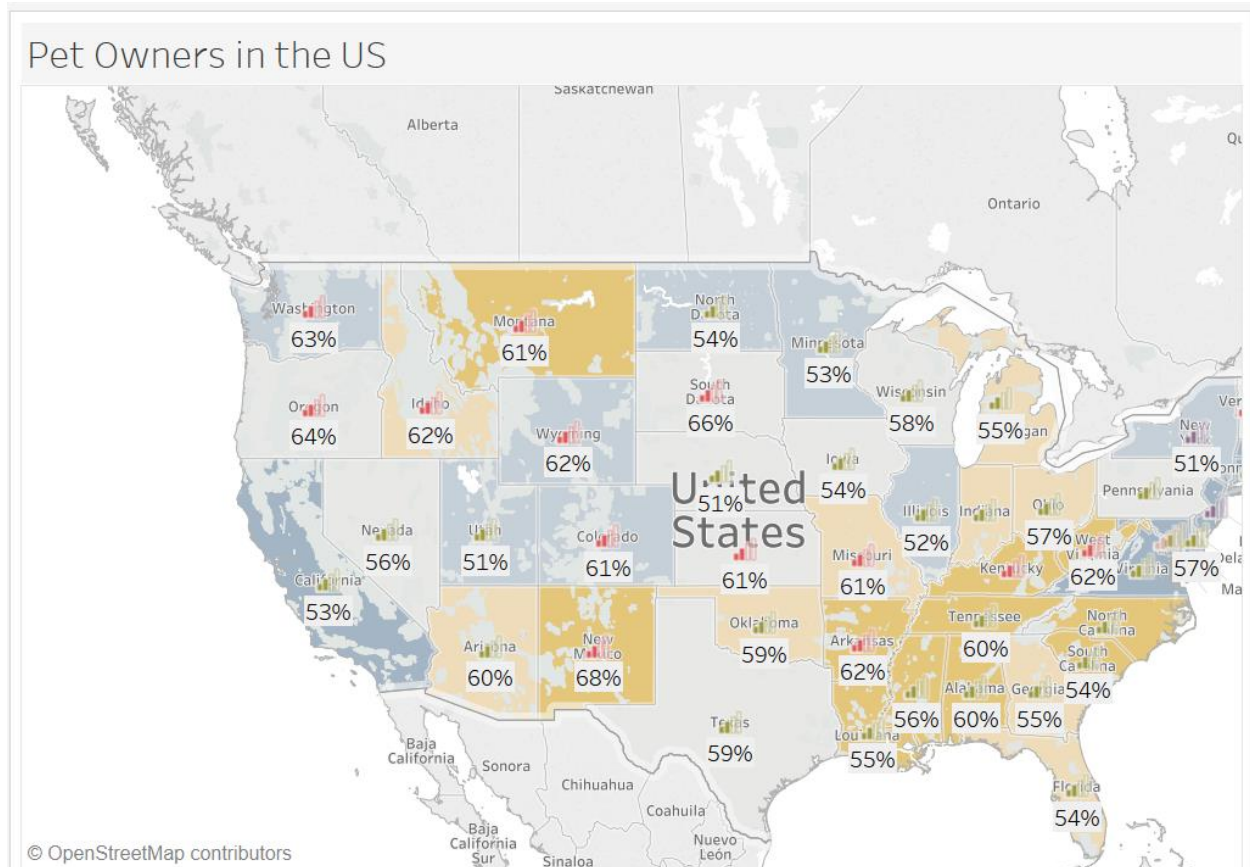 Pet Owners in the US
Saskatchewan
Alberta
Ontario
Washington
63%
Montana
61%
North
Dakota
54%
Minnesota
53%
Oregon
64%
Idaho
62%
Wyoming
62%
South
Dakota
66%
Wisconsin
58%
55%
New
51%
Nevada
56%
Utah
51%
Colorado
61%
51%
United
States
Iowa
54%
Illinois
52%
Indiana
Ohio
57%
Pennsylvania
California
53%
61%
Missouri
61%
Kentucky
West
Virginia
62%
Virginia
57%
Arizona
60%
New
Mexico
68%
Oklahoma
59%
Arkansas
62%
Tennessee
60%
North
Carolina
South
Carolina
54%
Texas
59%
Louisiana
55%
56%
Alabama
60%
Georgia
55%
Florida
54%
Baja
California
Sonora
Chihuahua
Coahuila
Nuevo
León
Baja
California
Sur
Sinaloa
© OpenStreetMap contributors